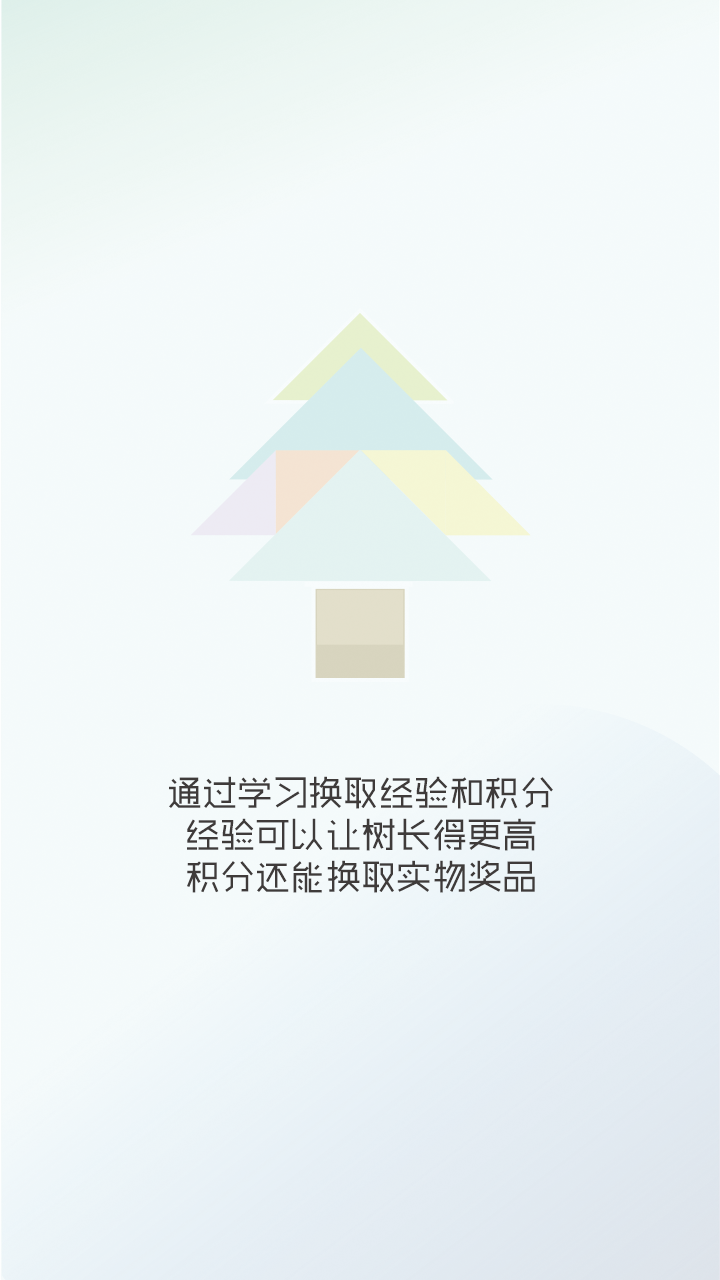 通过学习换取经验和积分
经验可以让树长得更高
积分还能换取实物奖品